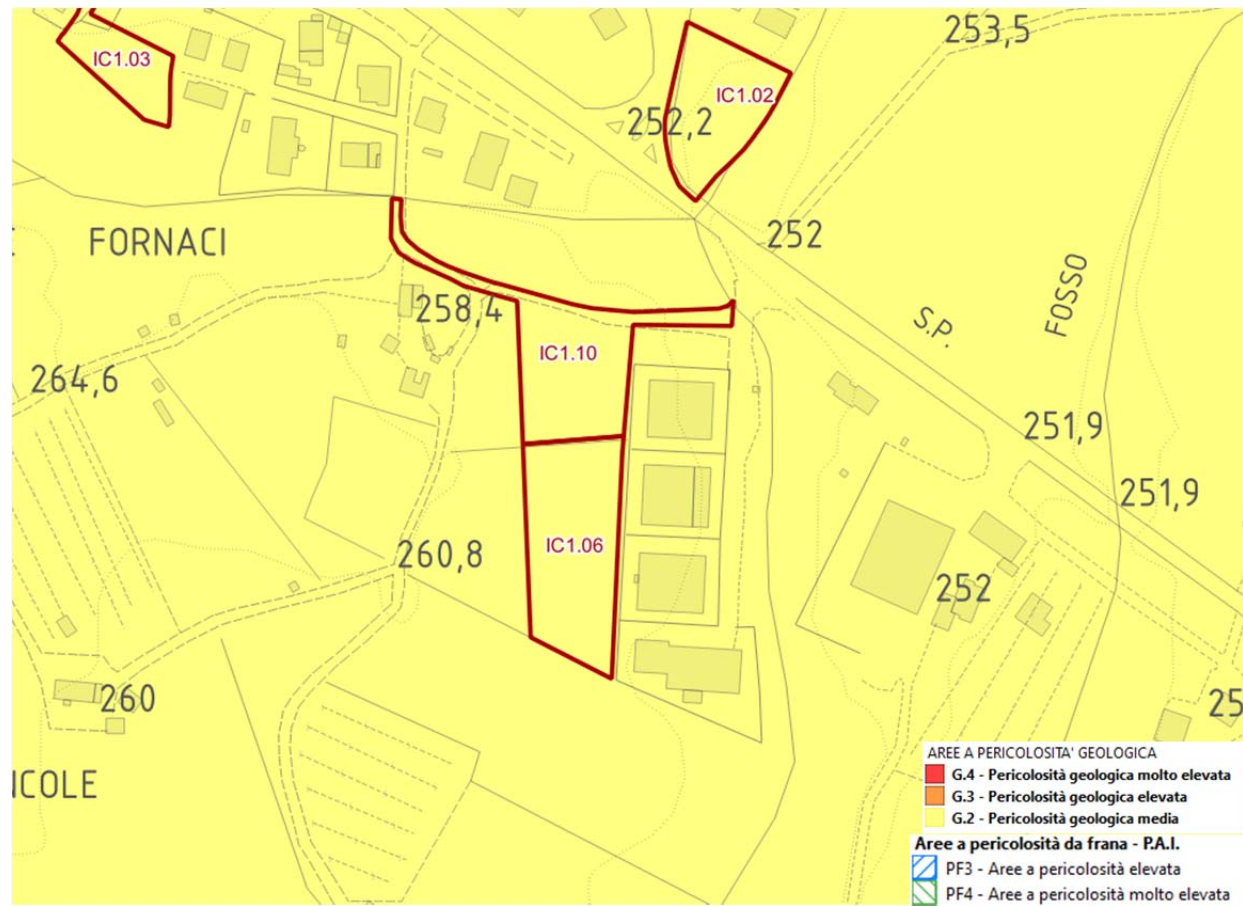 253,5
IC1.03
IC1.02
252,2
FORNACI
252
FOSSO
258,4
S.P.
IC1.10
264,6
251,9
251,9
IC1.06
260,8
252
260
25
NCOLE
AREE A PERICOLOSITA' GEOLOGICA
G.4 - Pericolosità geologica molto elevata
G.3 - Pericolosità geologica elevata
G.2 - Pericolosità geologica media
Aree a pericolosità da frana - P.A.I.
PF3 - Aree a pericolosità elevata
PF4 - Aree a pericolosità molto elevata